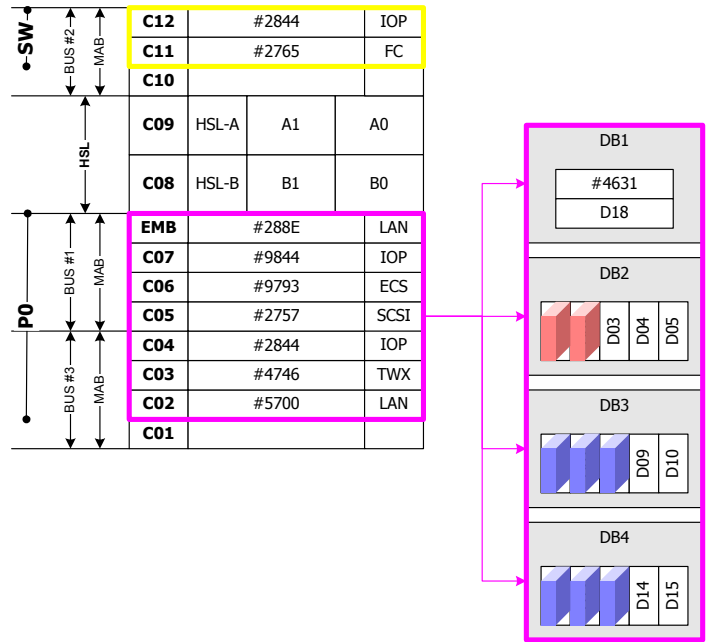 SW
BUS #2
MAB
C12 #2844 IOP
C11 #2765 FC
C10
HSL
C09 HSL-A A1 A0
C08 HSL-B B1 B0
P0
BUS #1
MAB
EMB #288E LAN
C07 #9844 IOP
C06 #9793 ECS
C05 #2757 SCSI
BUS #3
MAB
C04 #2844 IOP
C03 #4746 TWX
C02 #5700 LAN
C01
DB1
#4631
D18
DB2
D03 D04 D05
DB3
D09 D10
DB4
D14 D15